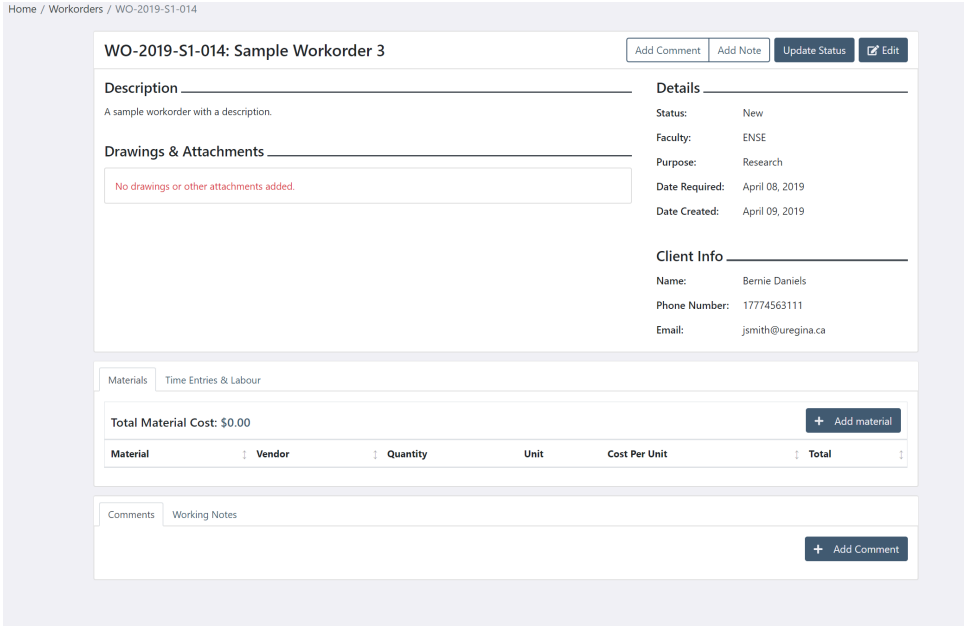 Home / Workorders / WO-2019-S1-014
WO-2019-S1-014: Sample Workorder 3
Add Comment
Add Note
Update Status
Edit
Description
A sample workorder with a description.
Drawings & Attachments
No drawings or other attachments added.
Details
Status: New
Faculty: ENSE
Purpose: Research
Date Required: April 08, 2019
Date Created: April 09, 2019
Client Info
Name: Bernie Daniels
Phone Number: 17774563111
Email: jsmith@uregina.ca
Materials
Time Entries & Labour
Total Material Cost: $0.00
+ Add material
Material Vendor Quantity Unit Cost Per Unit Total
Comments
Working Notes
+ Add Comment